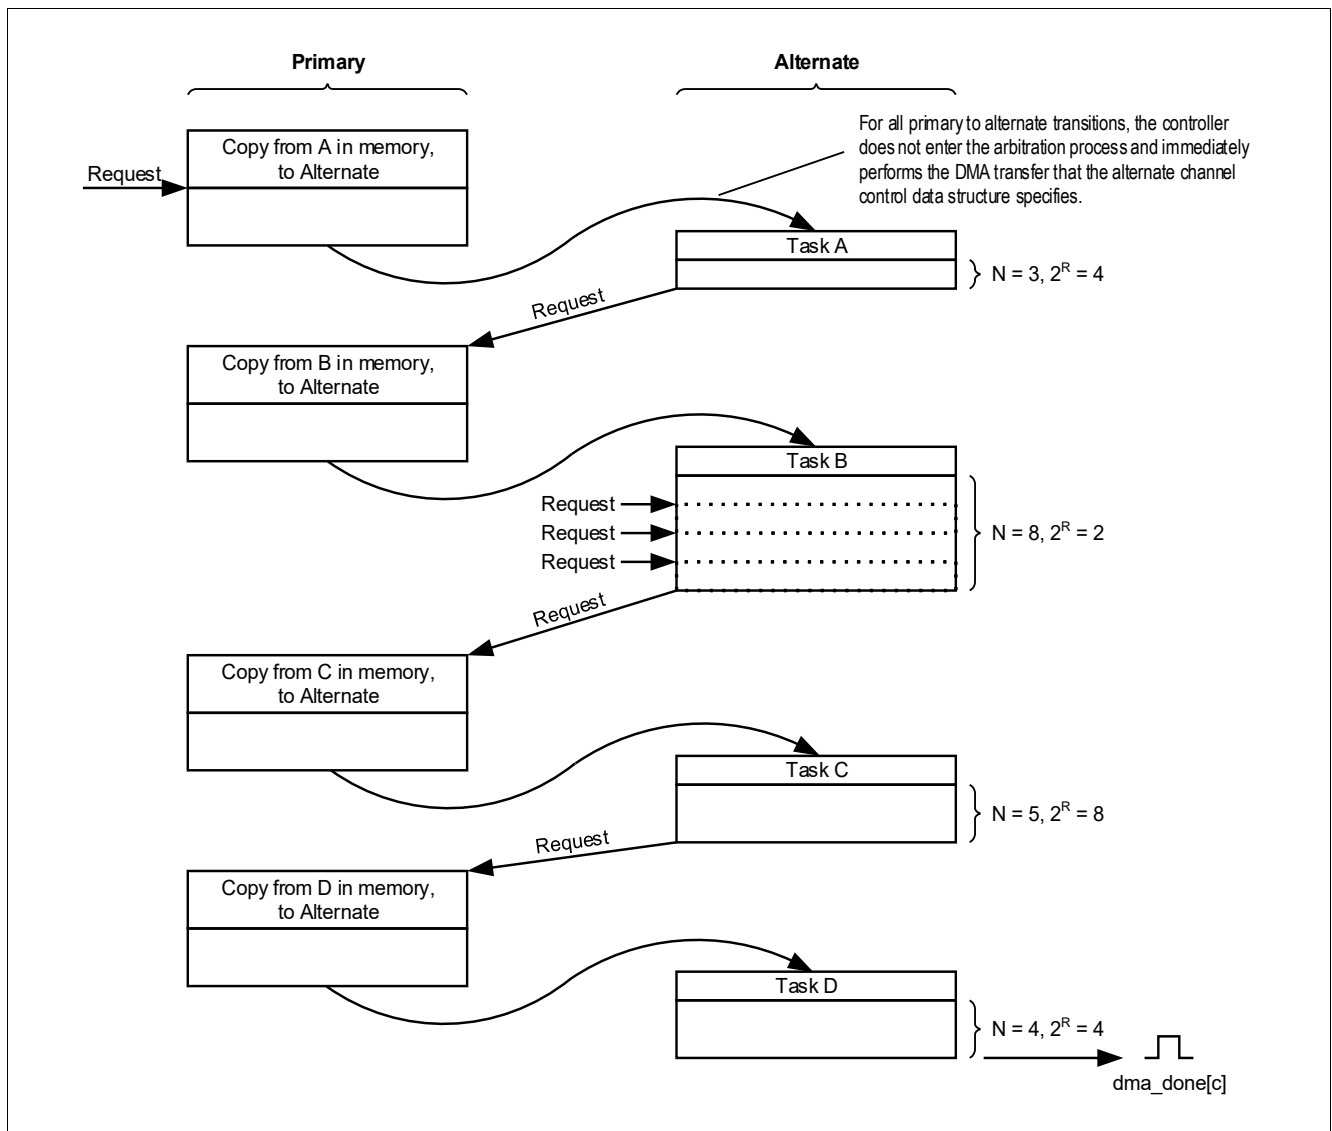 Primary
Alternate
For all primary to alternate transitions, the controller
does not enter the arbitration process and immediately
performs the DMA transfer that the alternate channel
control data structure specifies.
Copy from A in memory,
to Alternate
Request
Task A
N = 3, 2^R = 4
Request
Copy from B in memory,
to Alternate
Task B
Request
Request
Request
N = 8, 2^R = 2
Request
Copy from C in memory,
to Alternate
Task C
N = 5, 2^R = 8
Request
Copy from D in memory,
to Alternate
Task D
N = 4, 2^R = 4
dma_done[c]